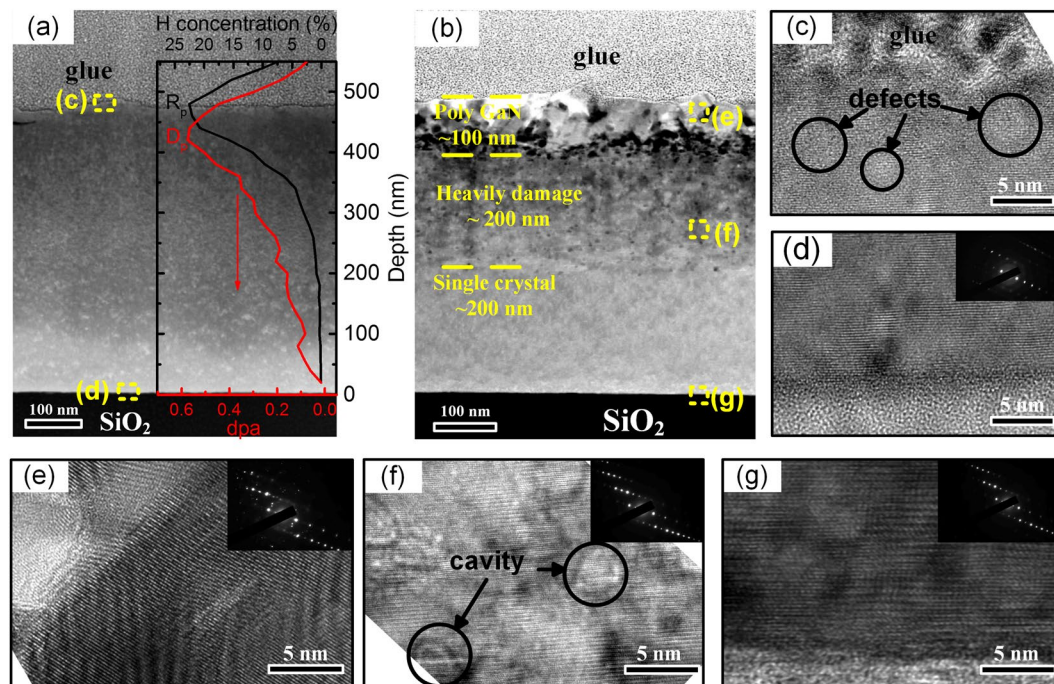 (a)
H concentration (%)
25 20 15 10 5 0
glue
(c)
R
p
D
500
400
300
200
100
0
Depth (nm)
(d)
100 nm
SiO₂
0.6 0.4 0.2 0.0
dpa
(b)
glue
Poly GaN
~100 nm
(e)
Heavily damage
~ 200 nm
(f)
Single crystal
~200 nm
(g)
100 nm
SiO₂
(c)
glue
defects
5 nm
(d)
5 nm
(e)
5 nm
(f)
cavity
5 nm
(g)
5 nm